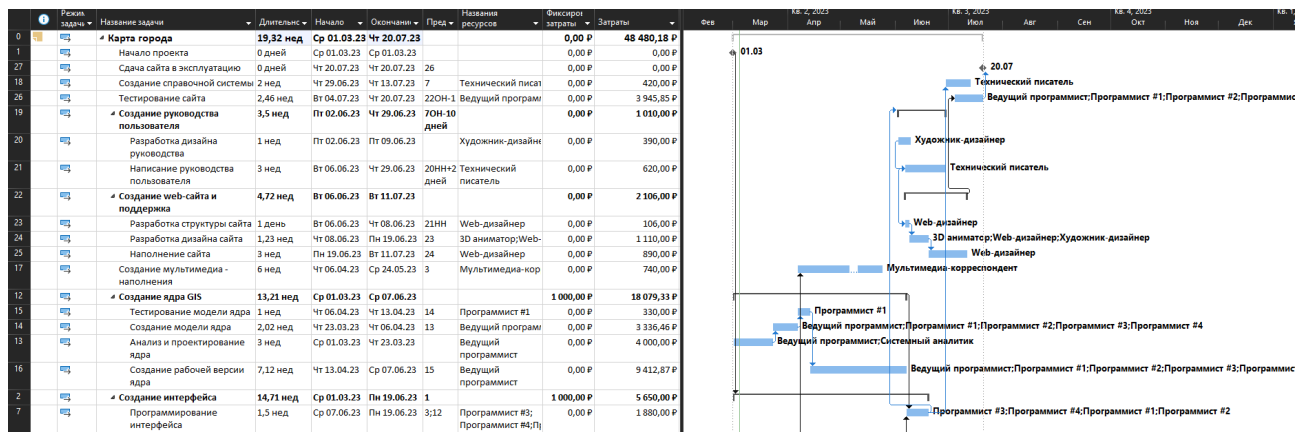 Кв. 2, 2023 Кв. 3, 2023 Кв. 4, 2023 Кв. 1,
Режим задачи Название задачи Длительнс Начало Окончани Пред Названия ресурсов Фиксирог затраты Затраты Фев Мар Апр Май Июн Июл Авг Сен Окт Ноя Дек
0 Карта города 19,32 нед Ср 01.03.23 Чт 20.07.23 0,00 ₽ 48 480,18 ₽
1 Начало проекта 0 дней Ср 01.03.23 Ср 01.03.23 0,00 ₽ 0,00 ₽ 01.03
27 Сдача сайта в эксплуатацию 0 дней Чт 20.07.23 Чт 20.07.23 26 0,00 ₽ 0,00 ₽ 20.07
18 Создание справочной системы 2 нед Чт 29.06.23 Чт 13.07.23 7 Технический писат 0,00 ₽ 420,00 ₽ Технический писатель
26 Тестирование сайта 2,46 нед Вт 04.07.23 Чт 20.07.23 22ОН-1 Ведущий програм 0,00 ₽ 3 945,85 ₽ Ведущий программист;Программист #1;Программист #2;Программис
19 Создание руководства 3,5 нед Пт 02.06.23 Чт 29.06.23 7ОН-10 0,00 ₽ 1 010,00 ₽
пользователя дней
20 Разработка дизайна 1 нед Пт 02.06.23 Пт 09.06.23 Художник-дизайне 0,00 ₽ 390,00 ₽ Художник-дизайнер
руководства
21 Написание руководства 3 нед Вт 06.06.23 Чт 29.06.23 20НН+2 Технический 0,00 ₽ 620,00 ₽ Технический писатель
пользователя дней писатель
22 Создание web-сайта и 4,72 нед Вт 06.06.23 Вт 11.07.23 0,00 ₽ 2 106,00 ₽
поддержка
23 Разработка структуры сайта 1 день Вт 06.06.23 Чт 08.06.23 21НН Web-дизайнер 0,00 ₽ 106,00 ₽ Web-дизайнер
24 Разработка дизайна сайта 1,23 нед Чт 08.06.23 Пн 19.06.23 23 3D аниматор;Web- 0,00 ₽ 1 110,00 ₽ 3D аниматор;Web-дизайнер;Художник-дизайнер
25 Наполнение сайта 3 нед Пн 19.06.23 Вт 11.07.23 24 Web-дизайнер 0,00 ₽ 890,00 ₽ Web-дизайнер
17 Создание мультимедиа - 6 нед Чт 06.04.23 Ср 24.05.23 3 Мультимедиа-кор 0,00 ₽ 740,00 ₽ Мультимедиа-корреспондент
наполнения
12 Создание ядра GIS 13,21 нед Ср 01.03.23 Ср 07.06.23 1 000,00 ₽ 18 079,33 ₽
15 Тестирование модели ядра 1 нед Чт 06.04.23 Чт 13.04.23 14 Программист #1 0,00 ₽ 330,00 ₽ Программист #1
14 Создание модели ядра 2,02 нед Чт 23.03.23 Чт 06.04.23 13 Ведущий програм 0,00 ₽ 3 336,46 ₽ Ведущий программист;Программист #1;Программист #2;Программист #3;Программист #4
13 Анализ и проектирование 3 нед Ср 01.03.23 Чт 23.03.23 Ведущий 0,00 ₽ 4 000,00 ₽ Ведущий программист;Системный аналитик
ядра программист
16 Создание рабочей версии 7,12 нед Чт 13.04.23 Ср 07.06.23 15 Ведущий 0,00 ₽ 9 412,87 ₽ Ведущий программист;Программист #1;Программист #2;Программист #3;Программист
ядра программист
2 Создание интерфейса 14,71 нед Ср 01.03.23 Пн 19.06.23 1 1 000,00 ₽ 5 650,00 ₽
7 Программирование 1,5 нед Ср 07.06.23 Пн 19.06.23 3;12 Программист #3; 0,00 ₽ 1 880,00 ₽ Программист #3;Программист #4;Программист #1;Программист #2
интерфейса Программист #4;П